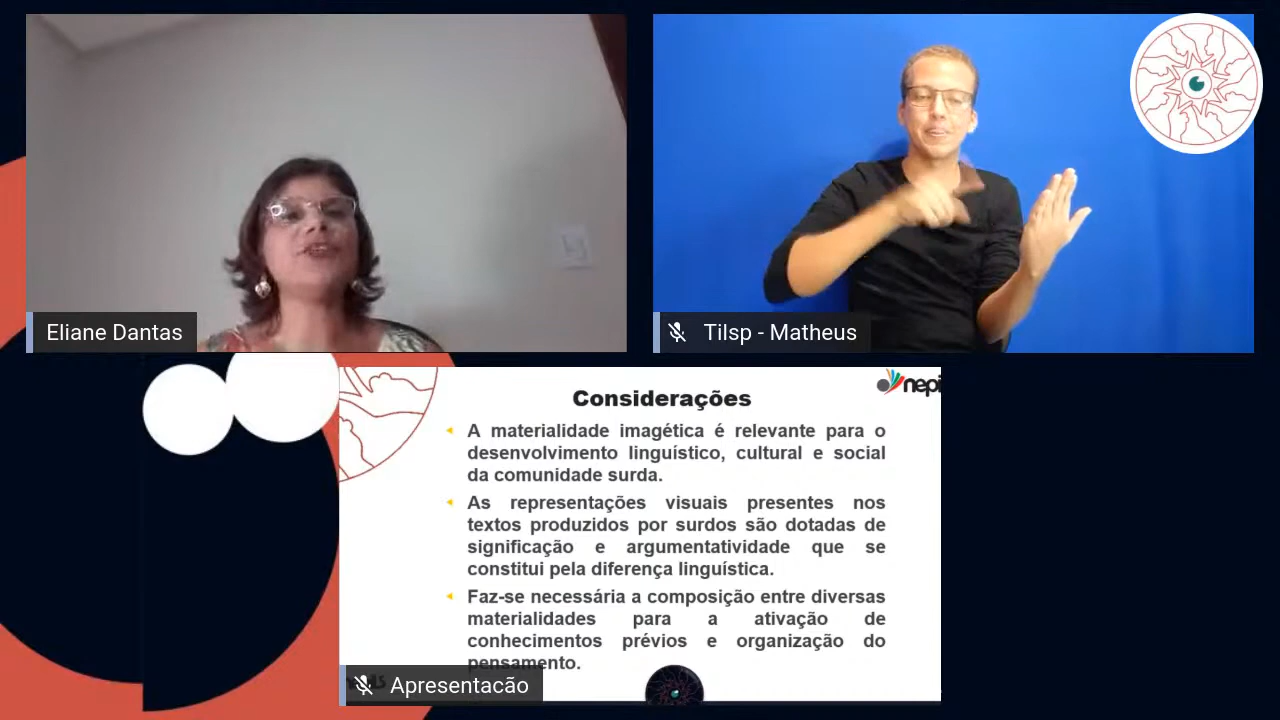 Eliane Dantas
Tilsp - Matheus
nepi
Considerações
A materialidade imagética é relevante para o
desenvolvimento linguístico, cultural e social
da comunidade surda.
As representações visuais presentes nos
textos produzidos por surdos são dotadas de
significação e argumentatividade que se
constitui pela diferença linguística.
Faz-se necessária a composição entre diversas
materialidades para a ativação de
conhecimentos prévios e organização do
pensamento.
Apresentacão